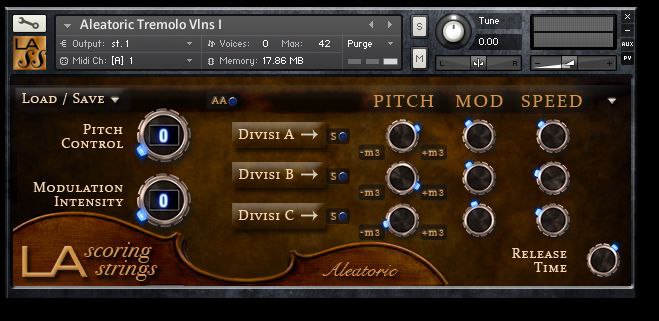 Aleatoric Tremolo Vlns I
Output: st.1 Voices: 0 Max: 42 Purge
Midi Ch: [A] 1 Memory: 17.86 MB
S
M
Tune
0.00
L R
- +
×
AUX
PV
LA
SS
Load / Save AA PITCH MOD SPEED
Pitch
Control
0
Divisi A → S
-m3 +m3
Divisi B → S
-m3 +m3
Modulation
Intensity
0
Divisi C → S
-m3 +m3
LA scoring
strings
Aleatoric
Release
Time